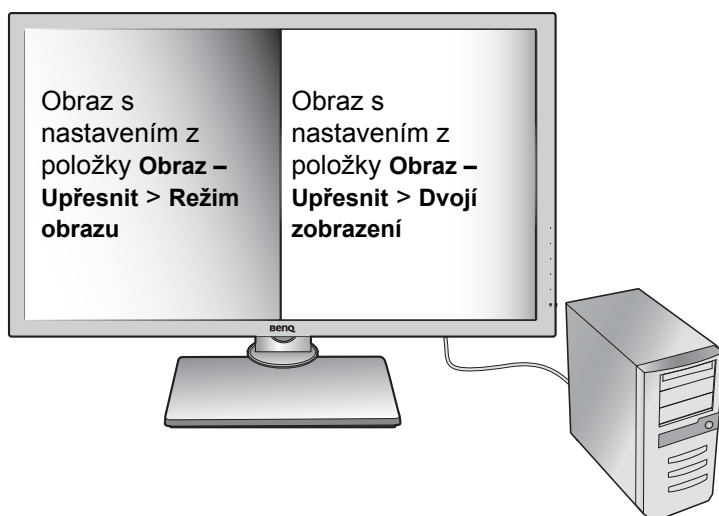 Obraz s
nastavením z
položky Obraz –
Upřesnit > Režim
obrazu
Obraz s
nastavením z
položky Obraz –
Upřesnit > Dvojí
zobrazení
BenQ